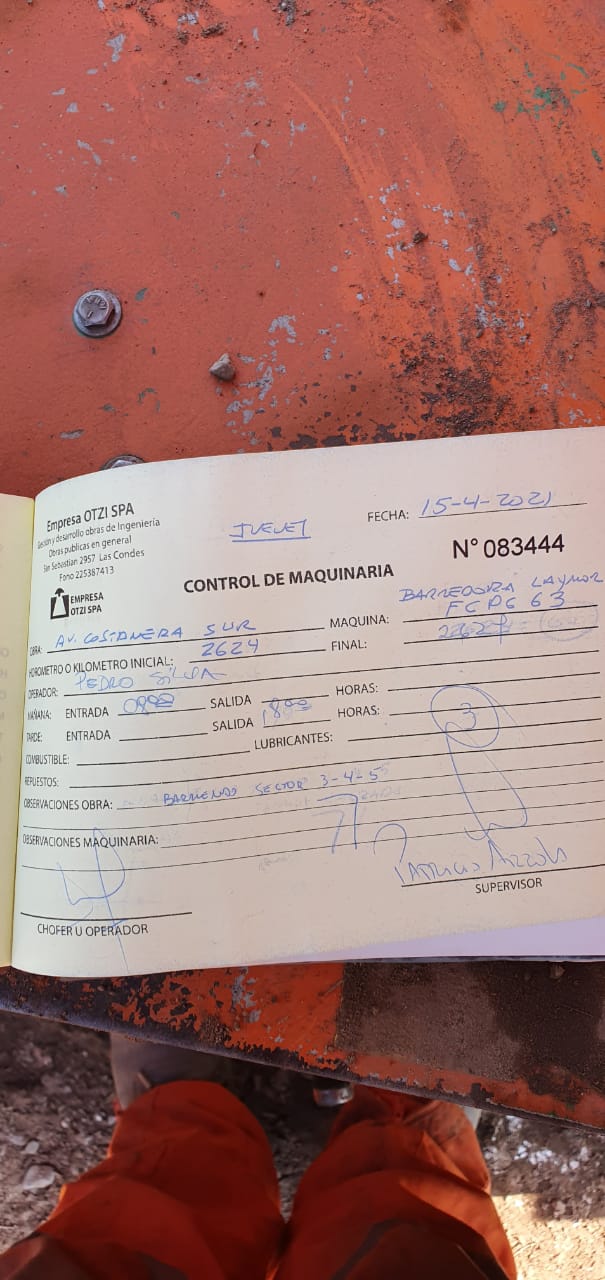 Empresa OTZI SPA
Gestión y desarrollo obras de Ingeniería
Obras publicas en general
San Sebastian 2957 Las Condes
Fono 225387413
EMPRESA
OTZI SPA
JUEVES
FECHA: 15-4-2021
N° 083444
CONTROL DE MAQUINARIA
OBRA: AV. COSTANERA SUR
MAQUINA: BARREDORA LAYMOR
FCPG 63
HOROMETRO O KILOMETRO INICIAL: 2624
FINAL:
OPERADOR: PEDRO SILVA
MAÑANA: ENTRADA 0800 SALIDA HORAS:
TARDE: ENTRADA SALIDA 1800 HORAS: 3
COMBUSTIBLE: LUBRICANTES:
REPUESTOS:
OBSERVACIONES OBRA: BARRIENDO SECTOR 3-4-5
OBSERVACIONES MAQUINARIA:
CHOFER U OPERADOR
SUPERVISOR